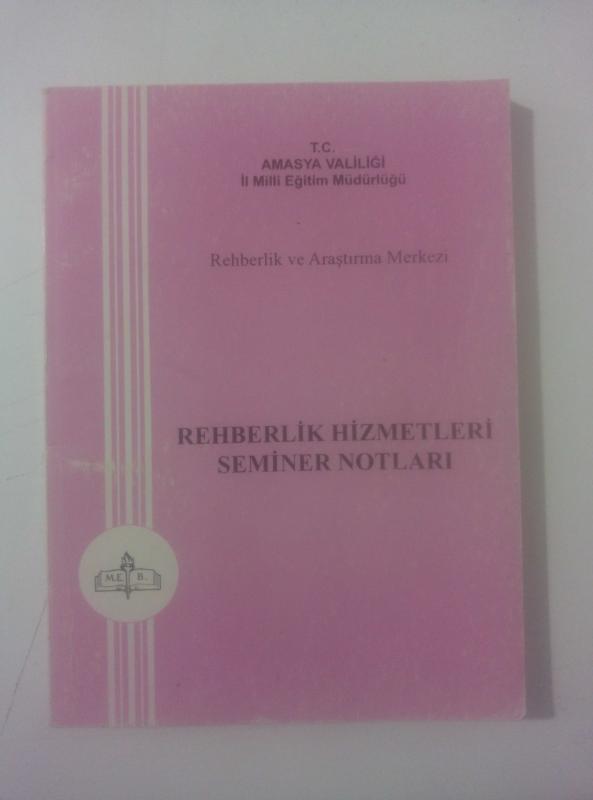 T.C.
AMASYA VALİLİĞİ
İl Milli Eğitim Müdürlüğü
Rehberlik ve Araştırma Merkezi
REHBERLİK HİZMETLERİ
SEMİNER NOTLARI
M.E. B.